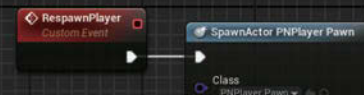 RespawnPlayer
Custom Event
SpawnActor PNPlayer Pawn
Class
PNPlayer Pawn